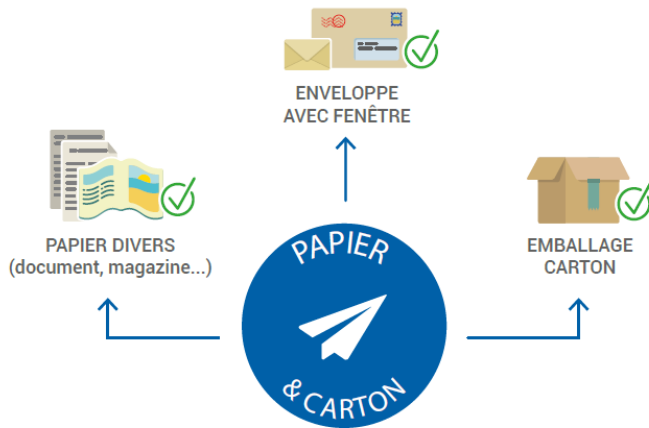 ENVELOPPE
AVEC FENÊTRE
PAPIER DIVERS
(document, magazine...)
EMBALLAGE
CARTON
PAPIER
& CARTON